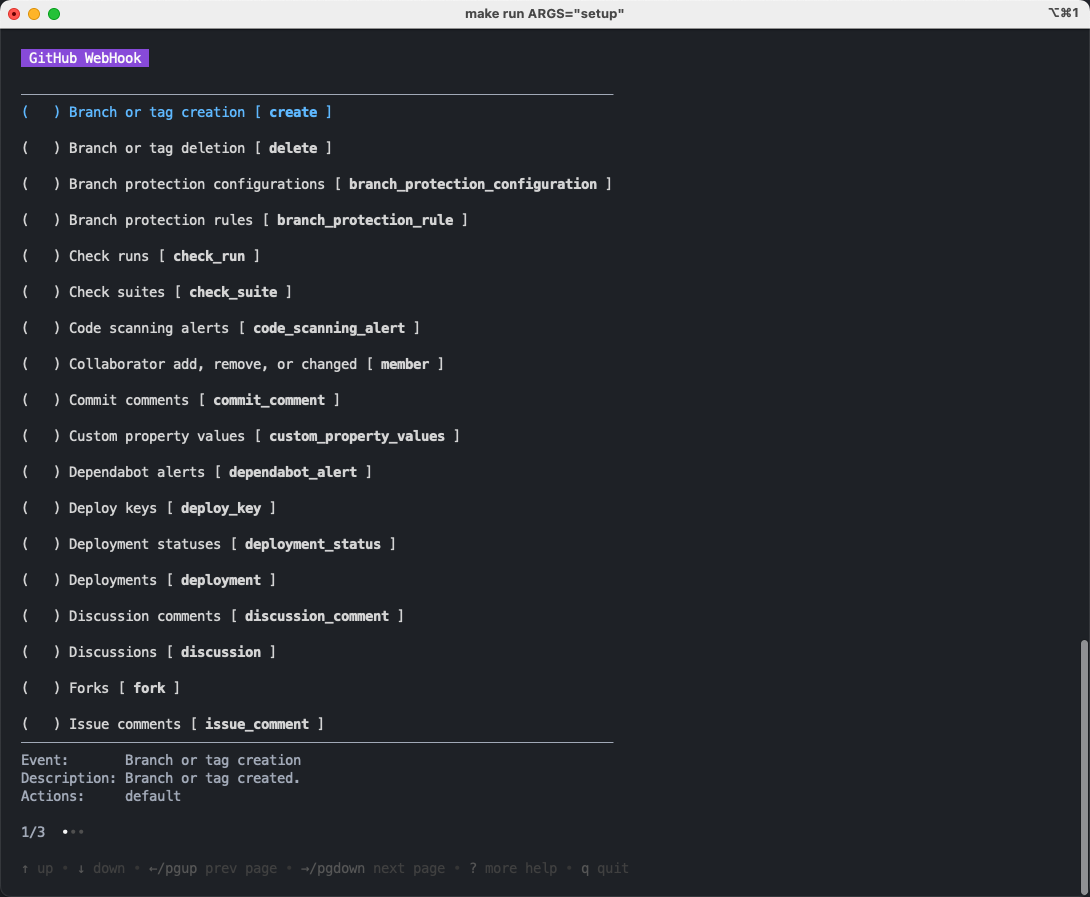 make run ARGS="setup"
⌥⌘1
GitHub WebHook
(   ) Branch or tag creation [ create ]
(   ) Branch or tag deletion [ delete ]
(   ) Branch protection configurations [ branch_protection_configuration ]
(   ) Branch protection rules [ branch_protection_rule ]
(   ) Check runs [ check_run ]
(   ) Check suites [ check_suite ]
(   ) Code scanning alerts [ code_scanning_alert ]
(   ) Collaborator add, remove, or changed [ member ]
(   ) Commit comments [ commit_comment ]
(   ) Custom property values [ custom_property_values ]
(   ) Dependabot alerts [ dependabot_alert ]
(   ) Deploy keys [ deploy_key ]
(   ) Deployment statuses [ deployment_status ]
(   ) Deployments [ deployment ]
(   ) Discussion comments [ discussion_comment ]
(   ) Discussions [ discussion ]
(   ) Forks [ fork ]
(   ) Issue comments [ issue_comment ]
Event:       Branch or tag creation
Description: Branch or tag created.
Actions:     default
1/3  •••
↑ up • ↓ down • ←/pgup prev page • →/pgdown next page • ? more help • q quit